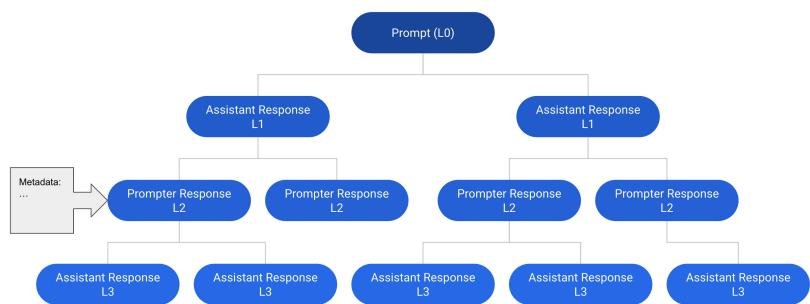 Prompt (L0)
Assistant Response
L1
Assistant Response
L1
Metadata:
...
Prompter Response
L2
Prompter Response
L2
Prompter Response
L2
Prompter Response
L2
Assistant Response
L3
Assistant Response
L3
Assistant Response
L3
Assistant Response
L3
Assistant Response
L3